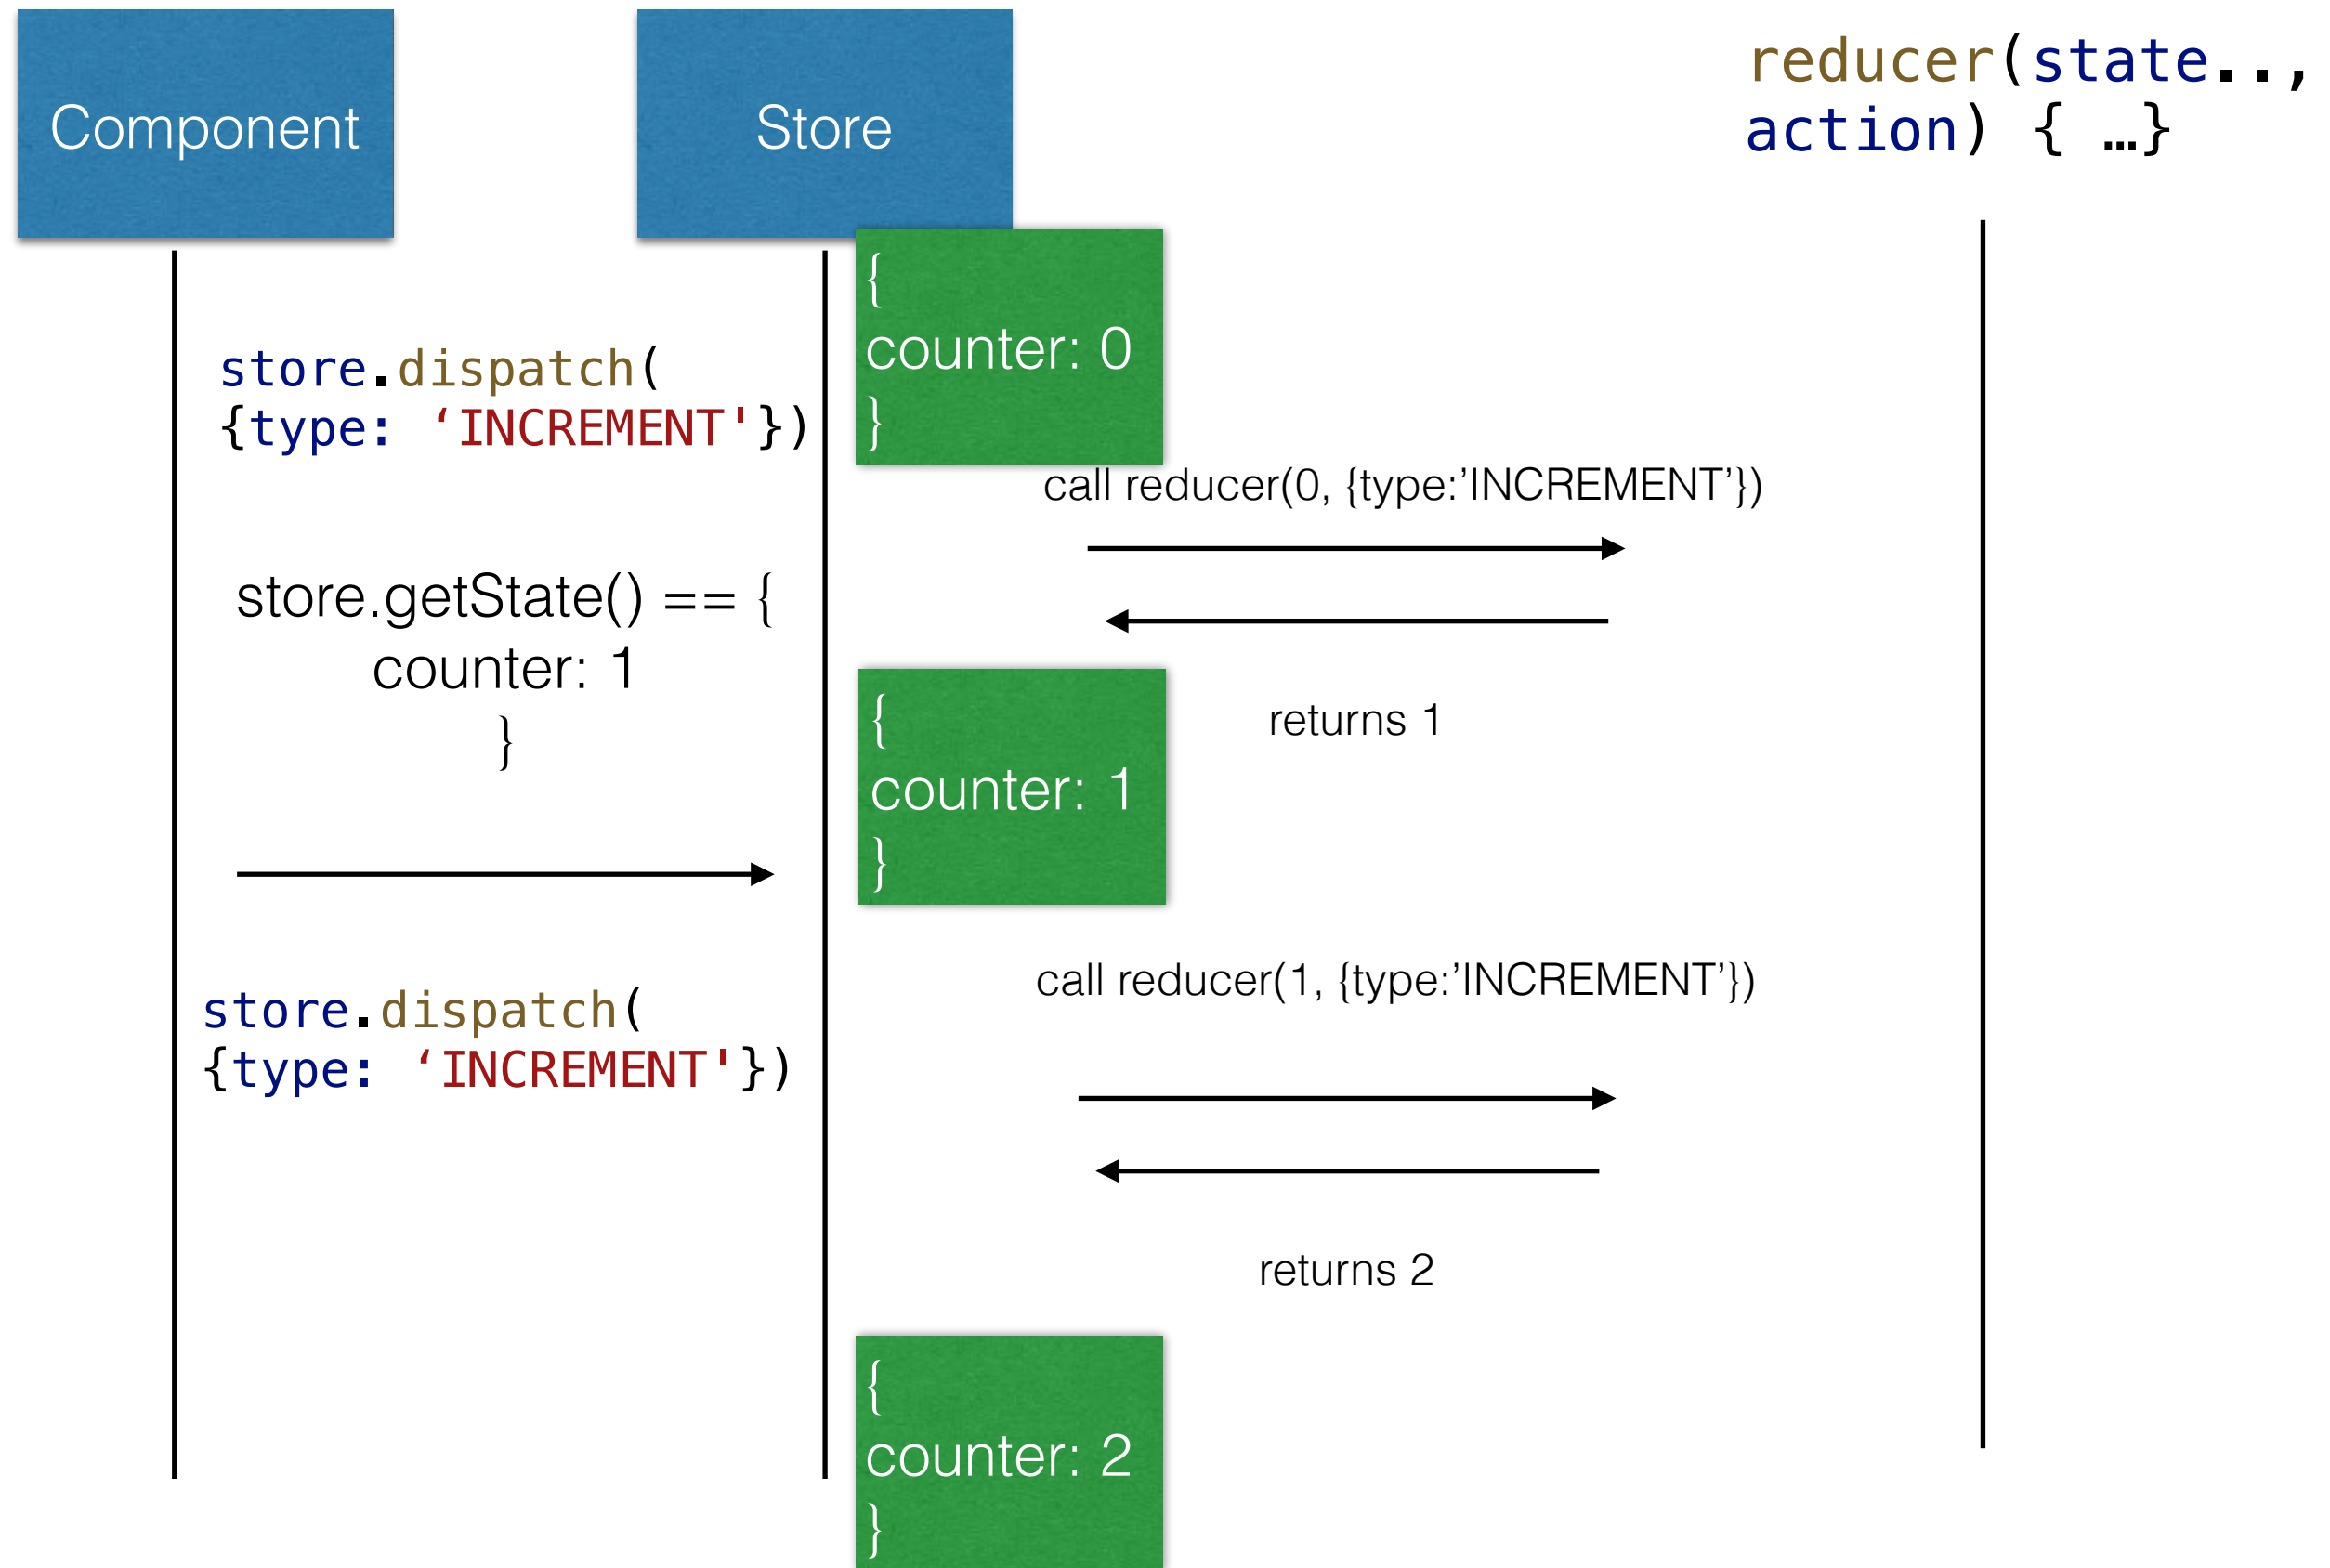 Component
Store
reducer(state..,
action) { …}
{
counter: 0
}
store.dispatch(
{type: ‘INCREMENT'})
call reducer(0, {type:’INCREMENT’})
store.getState() == {
counter: 1
}
returns 1
{
counter: 1
}
call reducer(1, {type:’INCREMENT’})
store.dispatch(
{type: ‘INCREMENT'})
returns 2
{
counter: 2
}